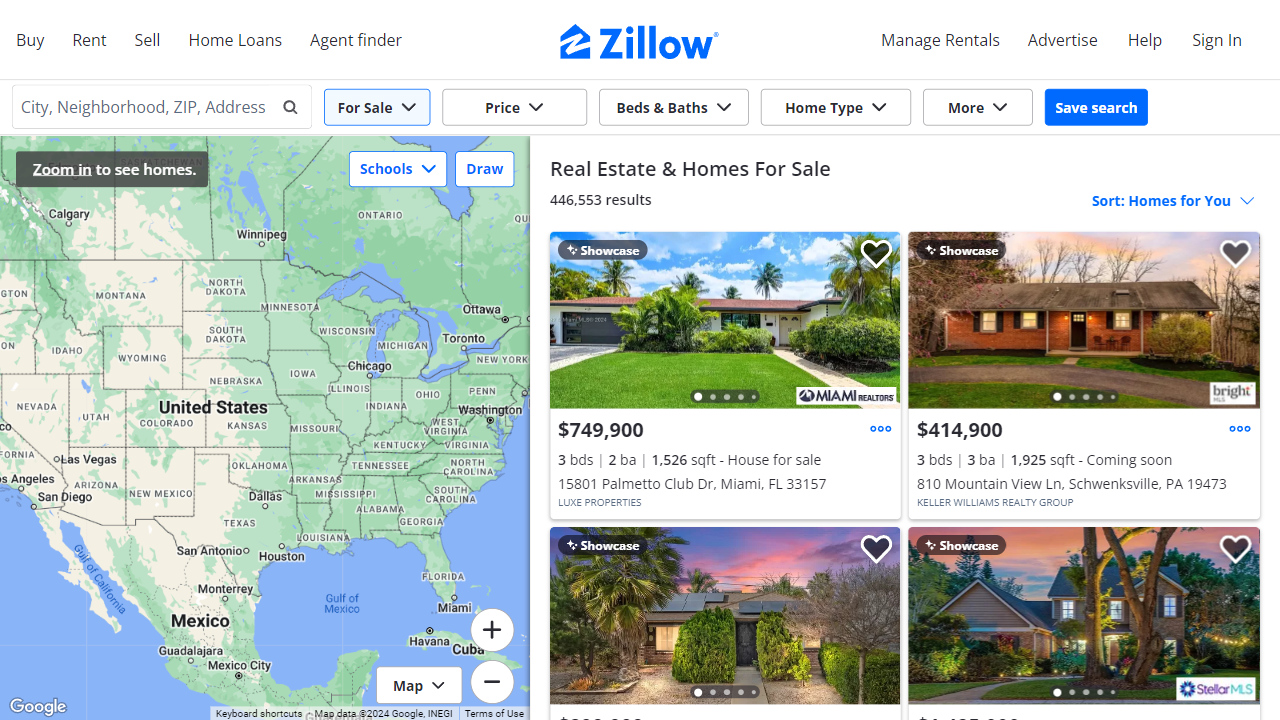 Buy
Rent
Sell
Home Loans
Agent finder
Zillow
Manage Rentals
Advertise
Help
Sign In
City, Neighborhood, ZIP, Address
For Sale
Price
Beds & Baths
Home Type
More
Save search
Zoom in to see homes.
Schools
Draw
Calgary
Winnipeg
ONTARIO
MONTANA
NORTH DAKOTA
MINNESOTA
Ottawa
SOUTH DAKOTA
WISCONSIN
MICHIGAN
Toronto
IDAHO
WYOMING
NEW YORK
Chicago
IOWA
NEBRASKA
ILLINOIS
OHIO
PENN
NEVADA
UTAH
United States
COLORADO
KANSAS
MISSOURI
INDIANA
Washington
WEST VIRGINIA
KENTUCKY
VIRGINIA
Las Vegas
OKLAHOMA
TENNESSEE
NORTH CAROLINA
os Angeles
ARIZONA
NEW MEXICO
ARKANSAS
San Diego
Dallas
MISSISSIPPI
SOUTH CAROLINA
ALABAMA
TEXAS
GEORGIA
LOUISIANA
San Antonio
Houston
Gulf of California
FLORIDA
Monterrey
Gulf of Mexico
Miami
Mexico
Havana
Guadalajara
Cuba
Mexico City
Map
Google
Keyboard shortcuts
Map data ©2024 Google, INEGI
Terms of Use
Real Estate & Homes For Sale
446,553 results
Sort: Homes for You
Showcase
MIAMI REALTORS
$749,900
3 bds | 2 ba | 1,526 sqft - House for sale
15801 Palmetto Club Dr, Miami, FL 33157
LUXE PROPERTIES
Showcase
bright MLS
$414,900
3 bds | 3 ba | 1,925 sqft - Coming soon
810 Mountain View Ln, Schwenksville, PA 19473
KELLER WILLIAMS REALTY GROUP
Showcase
Showcase
StellarMLS